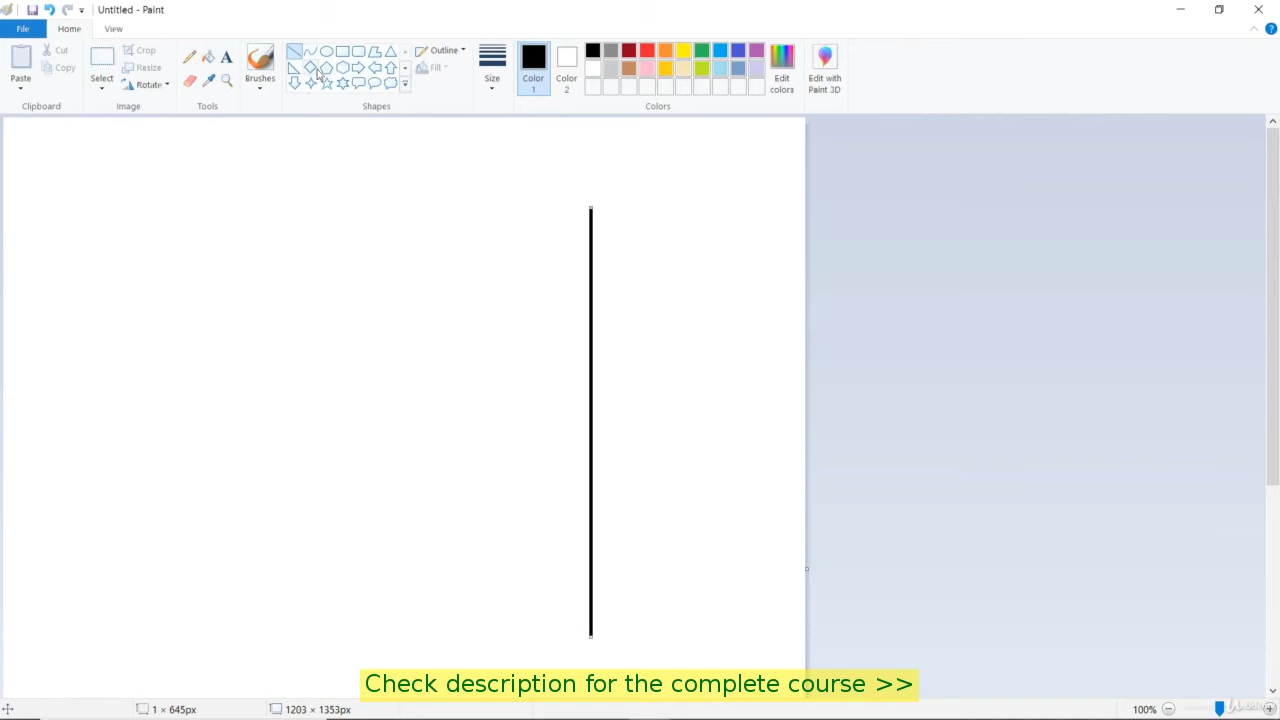 Untitled - Paint
File Home View
Paste
Cut
Copy
Clipboard
Select
Crop
Resize
Rotate
Image
Tools
Brushes
Shapes
Outline
Fill
Size
Color 1
Color 2
Edit colors
Colors
Edit with Paint 3D
Check description for the complete course >>
1 × 645px
1203 × 1353px
100%